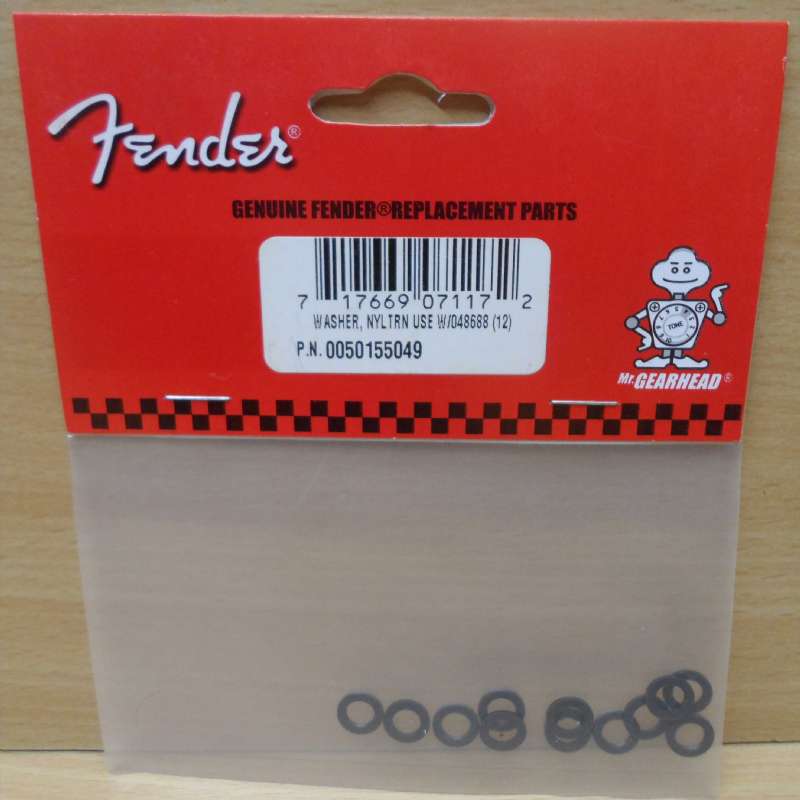 Fender®
GENUINE FENDER®REPLACEMENT PARTS
7 17669 07117 2
WASHER, NYLTRN USE W/048688 (12)
P.N. 0050155049
TONE
Mr. GEARHEAD®